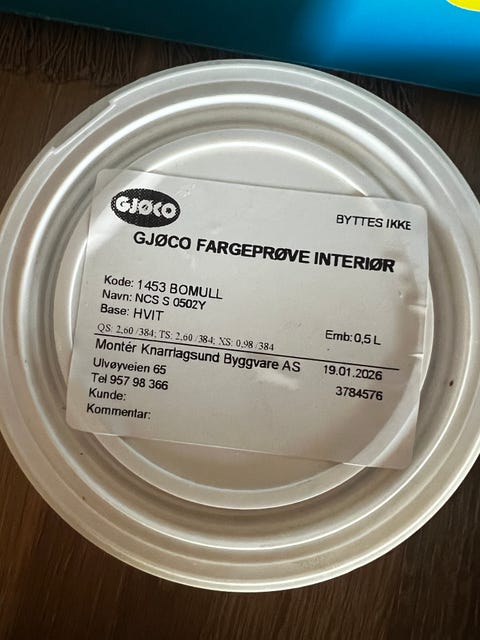 GJØCO
BYTTES IKKE
GJØCO FARGEPRØVE INTERIØR
Kode: 1453 BOMULL
Navn: NCS S 0502Y
Base: HVIT
Emb: 0,5 L
QS: 2,60 /384; TS: 2,60 /384; XS: 0,98 /384
Montér Knarrlagsund Byggvare AS
19.01.2026
Ulvøyveien 65
3784576
Tel 957 98 366
Kunde:
Kommentar: